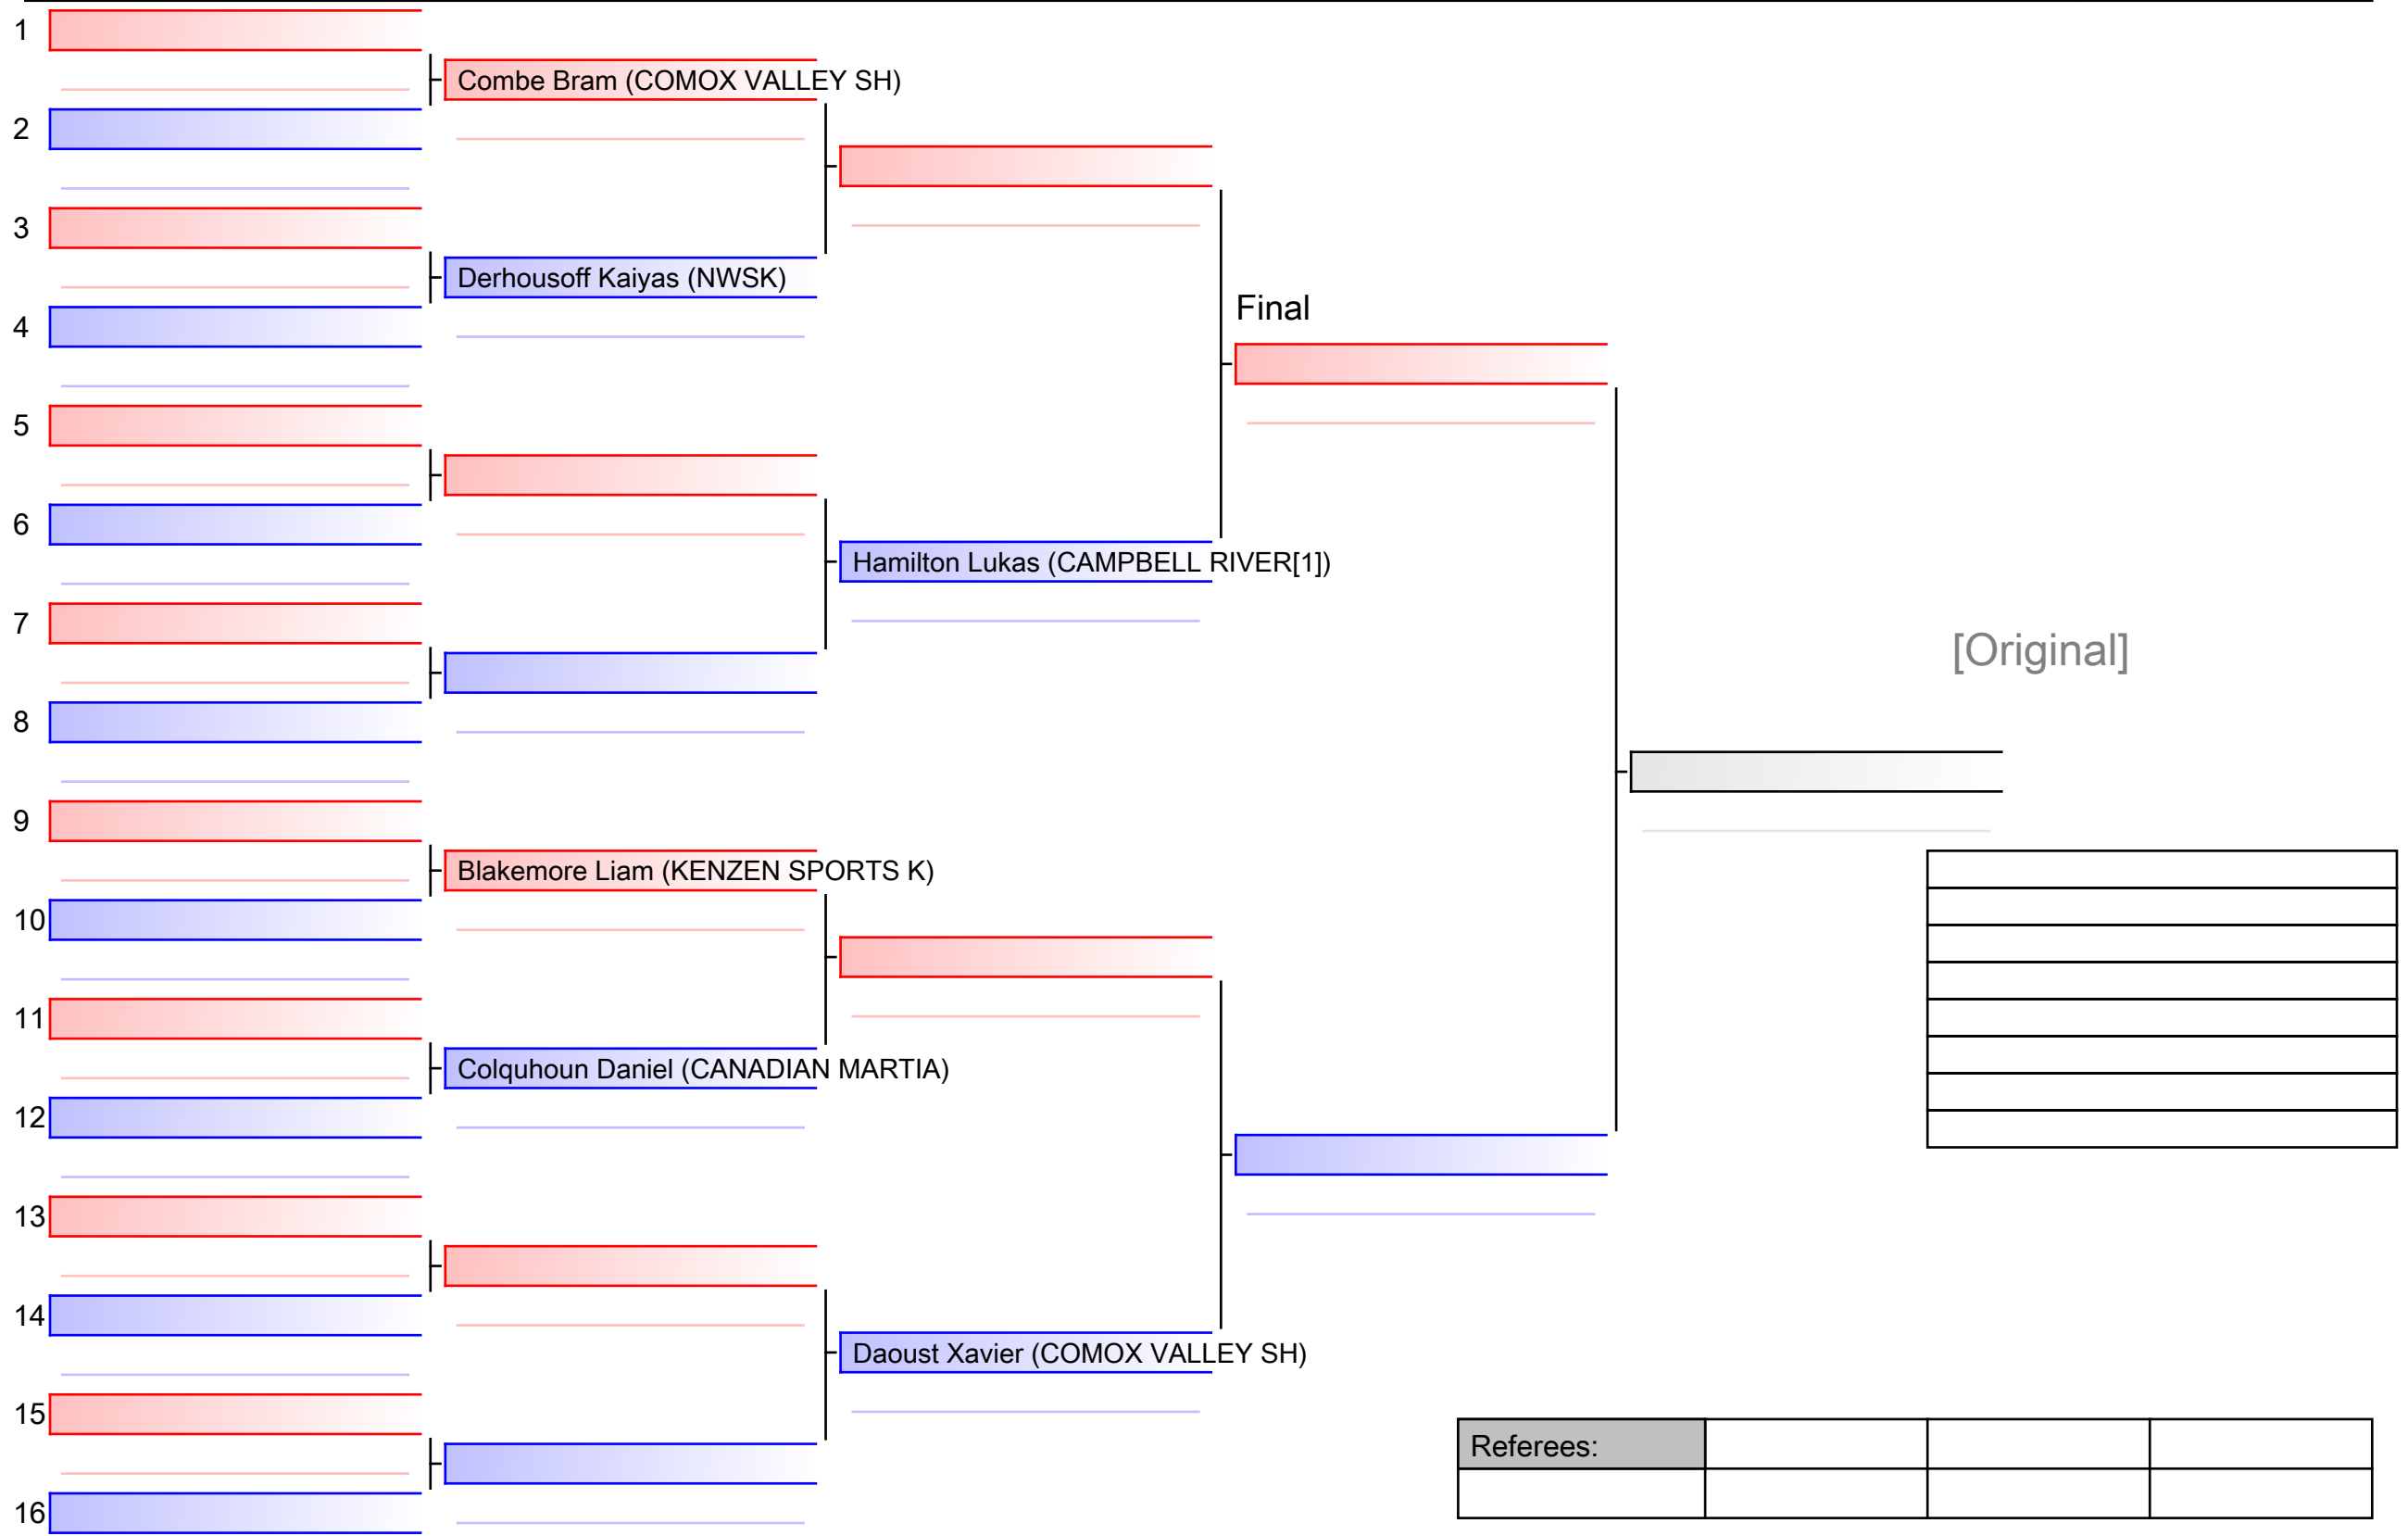 1
Combe Bram (COMOX VALLEY SH)
2
3
Derhousoff Kaiyas (NWSK)
Final
4
5
6
Hamilton Lukas (CAMPBELL RIVER[1])
7
[Original]
8
9
Blakemore Liam (KENZEN SPORTS K)
10
11
Colquhoun Daniel (CANADIAN MARTIA)
12
13
14
Daoust Xavier (COMOX VALLEY SH)
15
Referees:
16